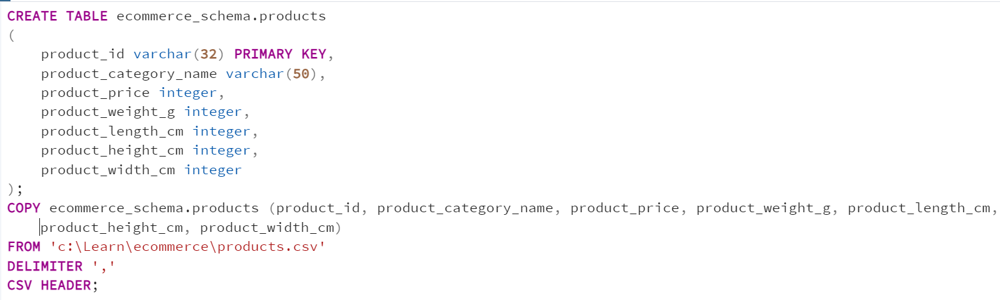 CREATE TABLE ecommerce_schema.products
(
    product_id varchar(32) PRIMARY KEY,
    product_category_name varchar(50),
    product_price integer,
    product_weight_g integer,
    product_length_cm integer,
    product_height_cm integer,
    product_width_cm integer
);
COPY ecommerce_schema.products (product_id, product_category_name, product_price, product_weight_g, product_length_cm,
    product_height_cm, product_width_cm)
FROM 'c:\Learn\ecommerce\products.csv'
DELIMITER ','
CSV HEADER;